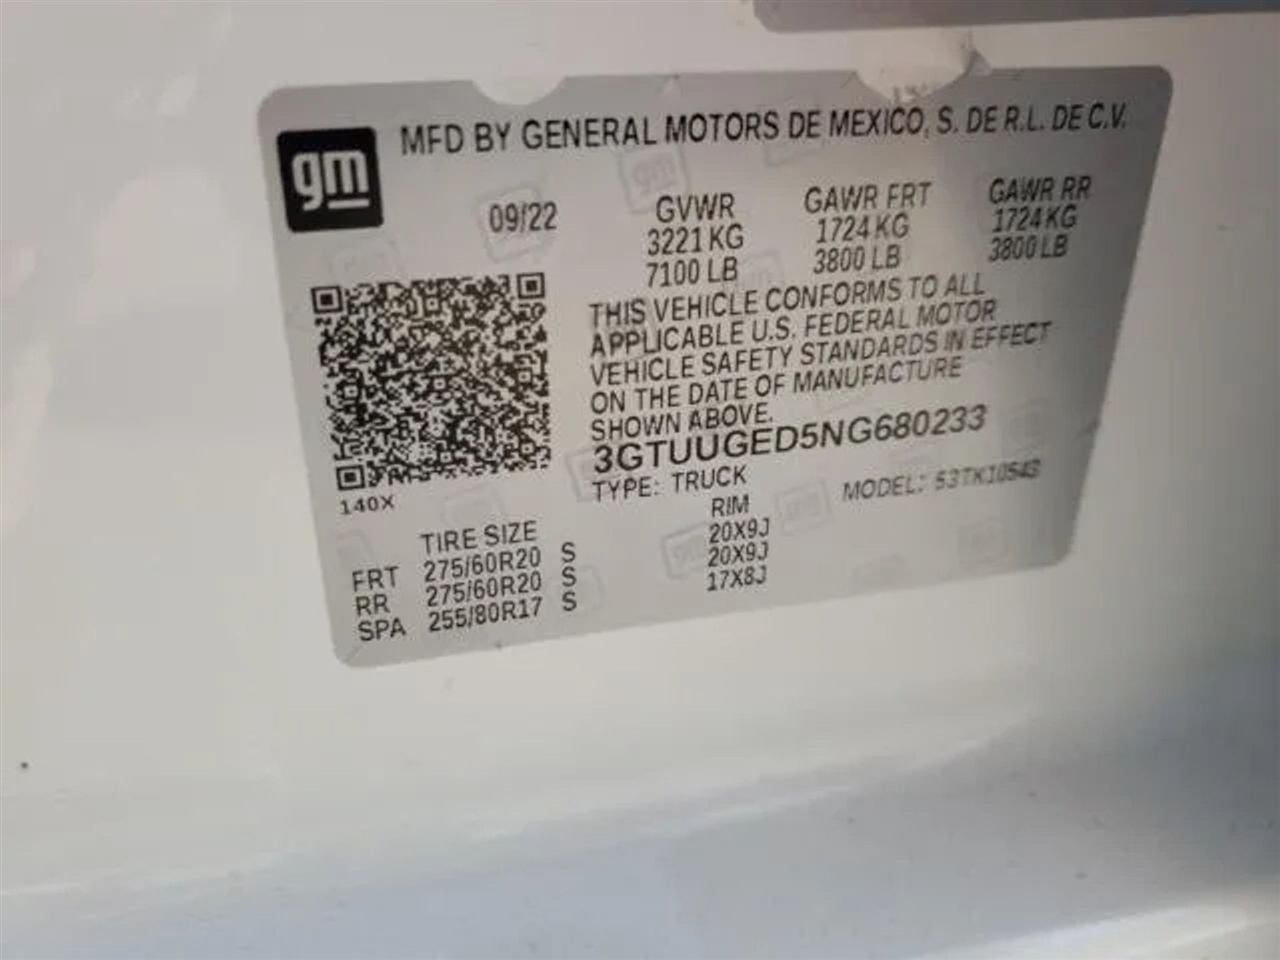 gm
MFD BY GENERAL MOTORS DE MEXICO, S. DE R.L. DE C.V.
09/22
GVWR
3221 KG
7100 LB
GAWR FRT
1724 KG
3800 LB
GAWR RR
1724 KG
3800 LB
THIS VEHICLE CONFORMS TO ALL
APPLICABLE U.S. FEDERAL MOTOR
VEHICLE SAFETY STANDARDS IN EFFECT
ON THE DATE OF MANUFACTURE
SHOWN ABOVE.
3GTUUGED5NG680233
TYPE: TRUCK
MODEL: 53TK10543
140X
TIRE SIZE RIM
FRT 275/60R20 S 20X9J
RR 275/60R20 S 20X9J
SPA 255/80R17 S 17X8J